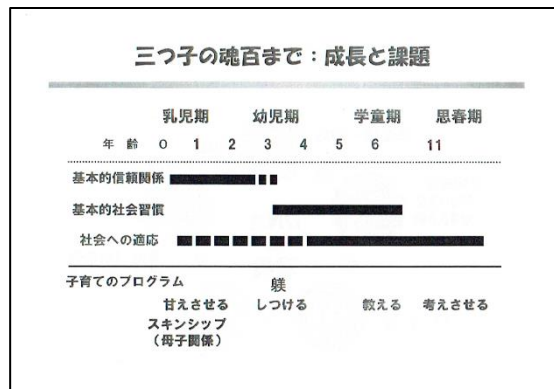 三つ子の魂百まで：成長と課題
乳児期 幼児期 学童期 思春期
年 齢 0 1 2 3 4 5 6 11
基本的信頼関係
基本的社会習慣
社会への適応
子育てのプログラム 躾
甘えさせる しつける 教える 考えさせる
スキンシップ
（母子関係）